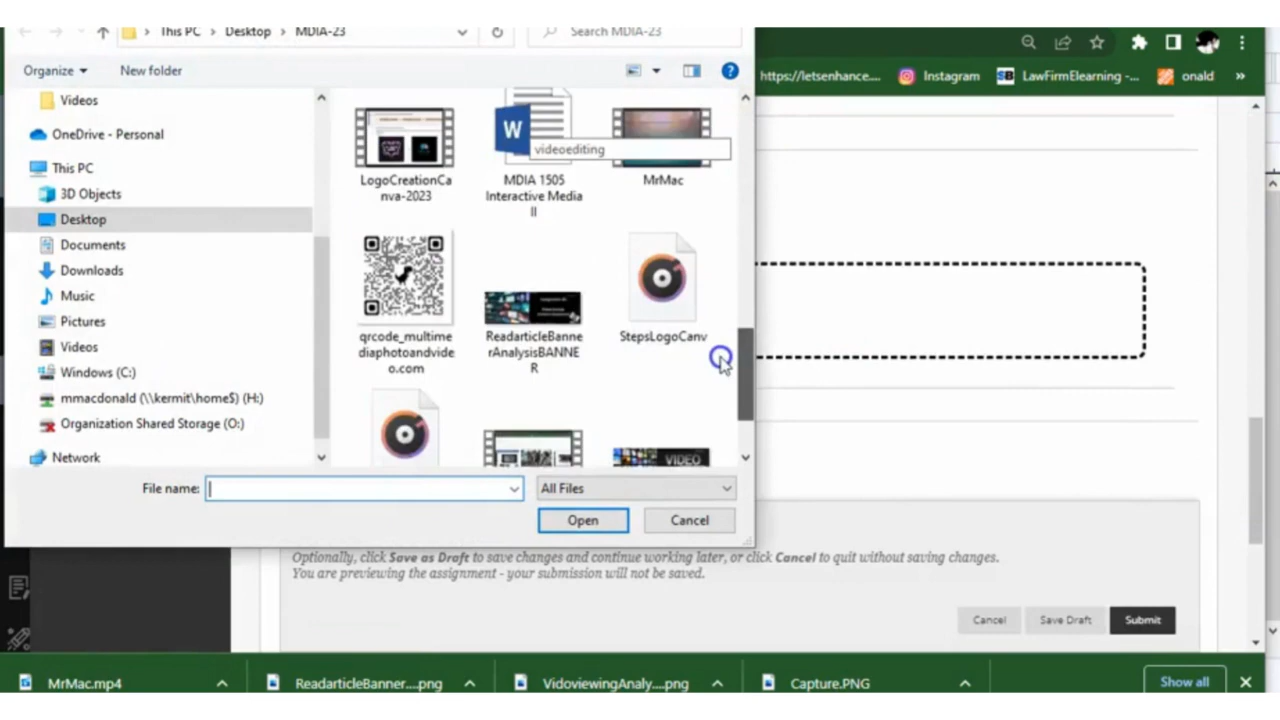 This PC > Desktop > MDIA-23
Search MDIA-23
Organize
New folder
?
https://letsenhance....
Instagram
SB
LawFirmElearning -...
onald
»
Videos
OneDrive - Personal
This PC
3D Objects
Desktop
Documents
Downloads
Music
Pictures
Videos
Windows (C:)
mmacdonald (\\kermit\home$) (H:)
Organization Shared Storage (O:)
Network
W
videoediting
LogoCreationCa
nva-2023
MDIA 1505
Interactive Media
II
MrMac
qrcode_multime
diaphotoandvide
o.com
ReadarticleBanne
rAnalysisBANNE
R
StepsLogoCanv
VIDEO
File name:
All Files
Open
Cancel
Optionally, click Save as Draft to save changes and continue working later, or click Cancel to quit without saving changes.
You are previewing the assignment - your submission will not be saved.
Cancel
Save Draft
Submit
MrMac.mp4
ReadarticleBanner....png
VidoviewingAnaly....png
Capture.PNG
Show all